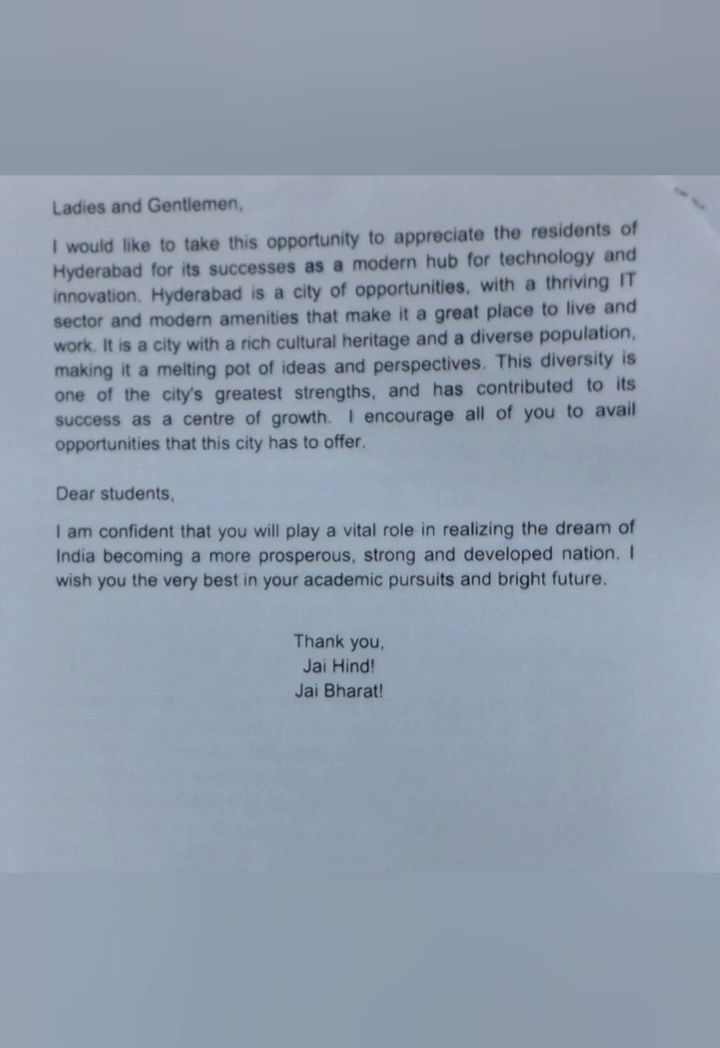 Ladies and Gentlemen,
I would like to take this opportunity to appreciate the residents of
Hyderabad for its successes as a modern hub for technology and
innovation. Hyderabad is a city of opportunities, with a thriving IT
sector and modern amenities that make it a great place to live and
work. It is a city with a rich cultural heritage and a diverse population,
making it a melting pot of ideas and perspectives. This diversity is
one of the city's greatest strengths, and has contributed to its
success as a centre of growth. I encourage all of you to avail
opportunities that this city has to offer.
Dear students,
I am confident that you will play a vital role in realizing the dream of
India becoming a more prosperous, strong and developed nation. I
wish you the very best in your academic pursuits and bright future.
Thank you,
Jai Hind!
Jai Bharat!